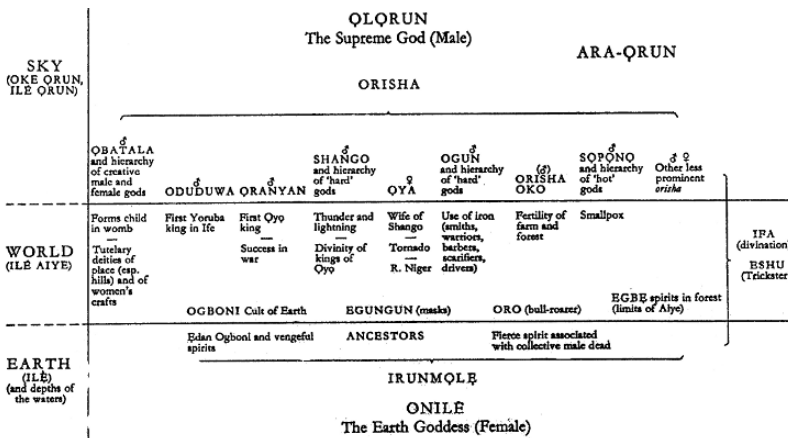 ỌLỌRUN
The Supreme God (Male)
ARA-ỌRUN
SKY
(OKE ỌRUN,
ILÉ ỌRUN)
ORISHA
♂
ỌBATALA
and hierarchy
of creative
male and
female gods
♂
ODUDUWA
♂
ỌRANYAN
♂
SHANGO
and hierarchy
of 'hard'
gods
♀
ỌYA
♂
OGUN
and hierarchy
of 'hard'
gods
(♂)
ORISHA
OKO
♂
SỌPỌNỌ
and hierarchy
of 'hot'
gods
♂ ♀
Other less
prominent
orisha
WORLD
(ILÉ AIYE)
Forms child
in womb
—
Tutelary
deities of
place (esp.
hills) and of
women's
crafts
First Yoruba
king in Ife
First Ọyọ
king
—
Success in
war
Thunder and
lightning
—
Divinity of
kings of
Ọyọ
Wife of
Shango
—
Tornado
—
R. Niger
Use of iron
(smiths,
warriors,
barbers,
scarifiers,
drivers)
Fertility of
farm and
forest
Smallpox
IFA
(divination)
ESHU
(Trickster)
OGBONI Cult of Earth
EGUNGUN (masks)
ORO (bull-roarer)
EGBẸ spirits in forest
(limits of Aiye)
EARTH
(ILẸ̀)
(and depths of
the waters)
Ẹdan Ogboni and vengeful
spirits
ANCESTORS
Fierce spirit associated
with collective male dead
IRUNMỌLẸ
ONILẸ̀
The Earth Goddess (Female)